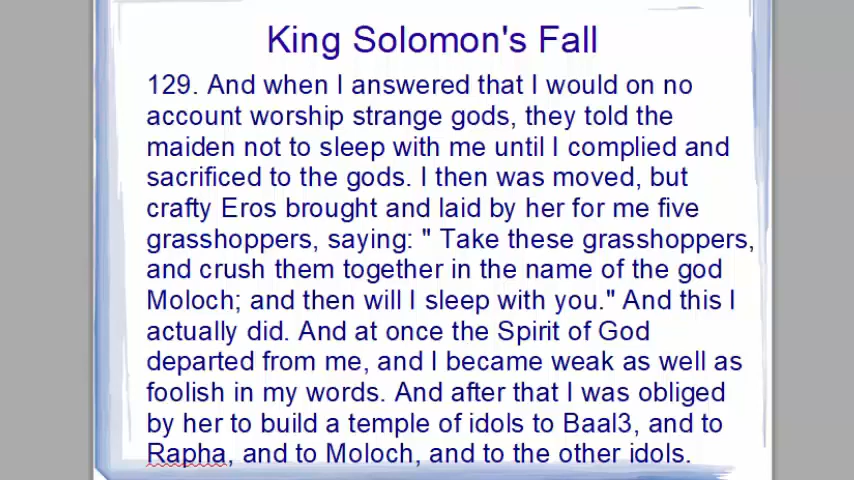 King Solomon's Fall
129. And when I answered that I would on no
account worship strange gods, they told the
maiden not to sleep with me until I complied and
sacrificed to the gods. I then was moved, but
crafty Eros brought and laid by her for me five
grasshoppers, saying: " Take these grasshoppers,
and crush them together in the name of the god
Moloch; and then will I sleep with you." And this I
actually did. And at once the Spirit of God
departed from me, and I became weak as well as
foolish in my words. And after that I was obliged
by her to build a temple of idols to Baal3, and to
Rapha, and to Moloch, and to the other idols.